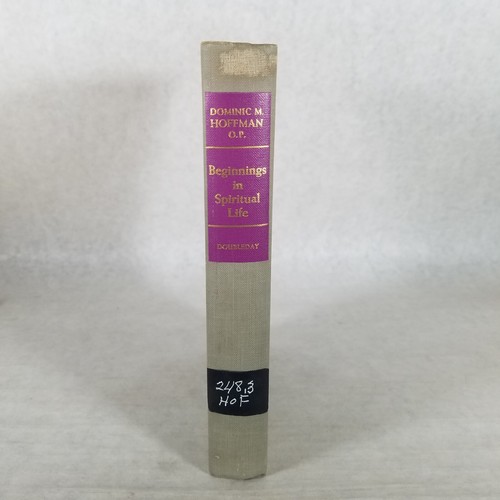 DOMINIC M.
HOFFMAN
O.P.
Beginnings
in
Spiritual
Life
DOUBLEDAY
248.3
HOF